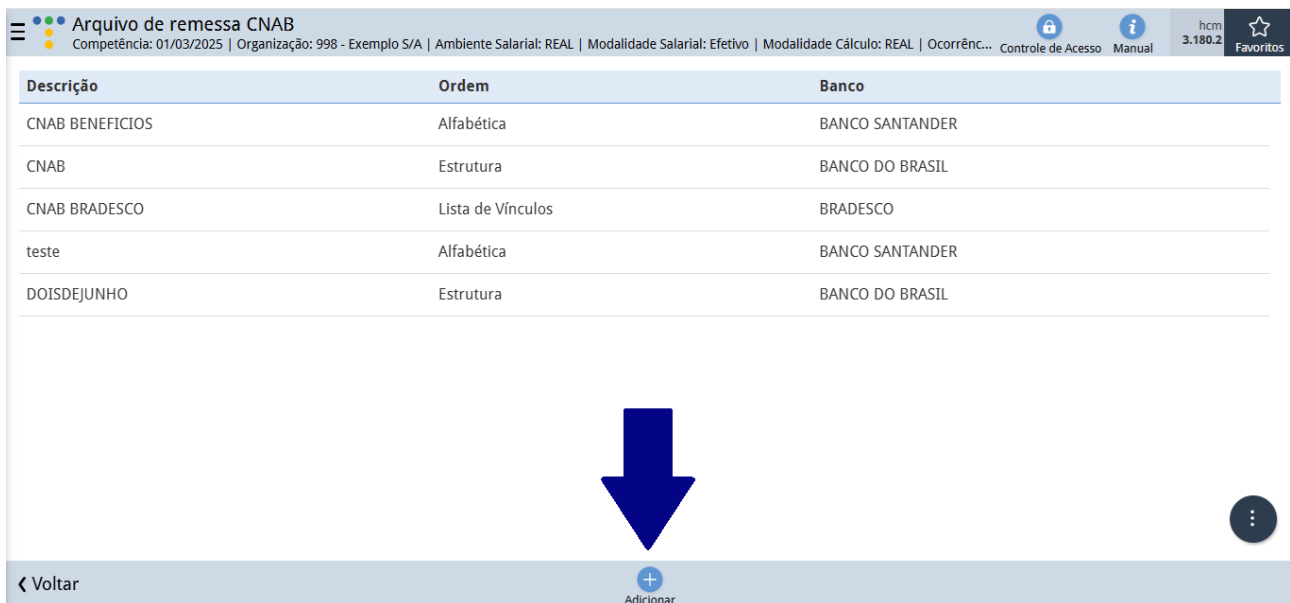 Arquivo de remessa CNAB
Competência: 01/03/2025 | Organização: 998 - Exemplo S/A | Ambiente Salarial: REAL | Modalidade Salarial: Efetivo | Modalidade Cálculo: REAL | Ocorrênc...
Controle de Acesso
Manual
hcm
3.180.2
Favoritos
Descrição Ordem Banco
CNAB BENEFICIOS Alfabética BANCO SANTANDER
CNAB Estrutura BANCO DO BRASIL
CNAB BRADESCO Lista de Vínculos BRADESCO
teste Alfabética BANCO SANTANDER
DOISDEJUNHO Estrutura BANCO DO BRASIL
Voltar
Adicionar